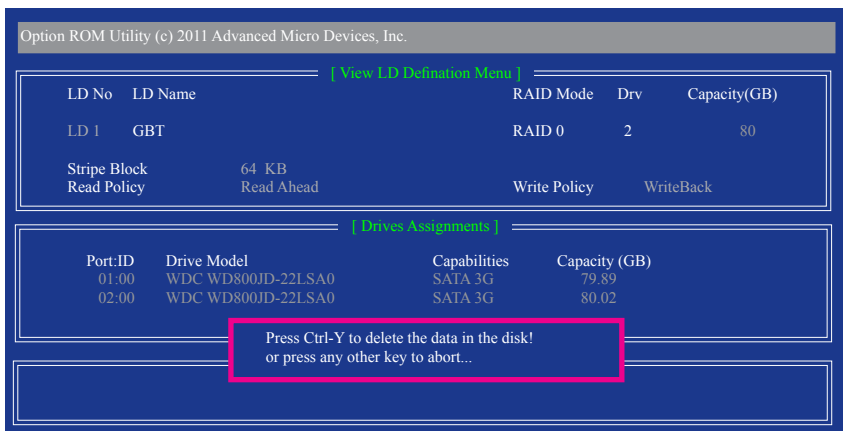 Option ROM Utility (c) 2011 Advanced Micro Devices, Inc.
[ View LD Defination Menu ]
LD No LD Name RAID Mode Drv Capacity(GB)
LD 1 GBT RAID 0 2 80
Stripe Block 64 KB
Read Policy Read Ahead Write Policy WriteBack
[ Drives Assignments ]
Port:ID Drive Model Capabilities Capacity (GB)
01:00 WDC WD800JD-22LSA0 SATA 3G 79.89
02:00 WDC WD800JD-22LSA0 SATA 3G 80.02
Press Ctrl-Y to delete the data in the disk!
or press any other key to abort...